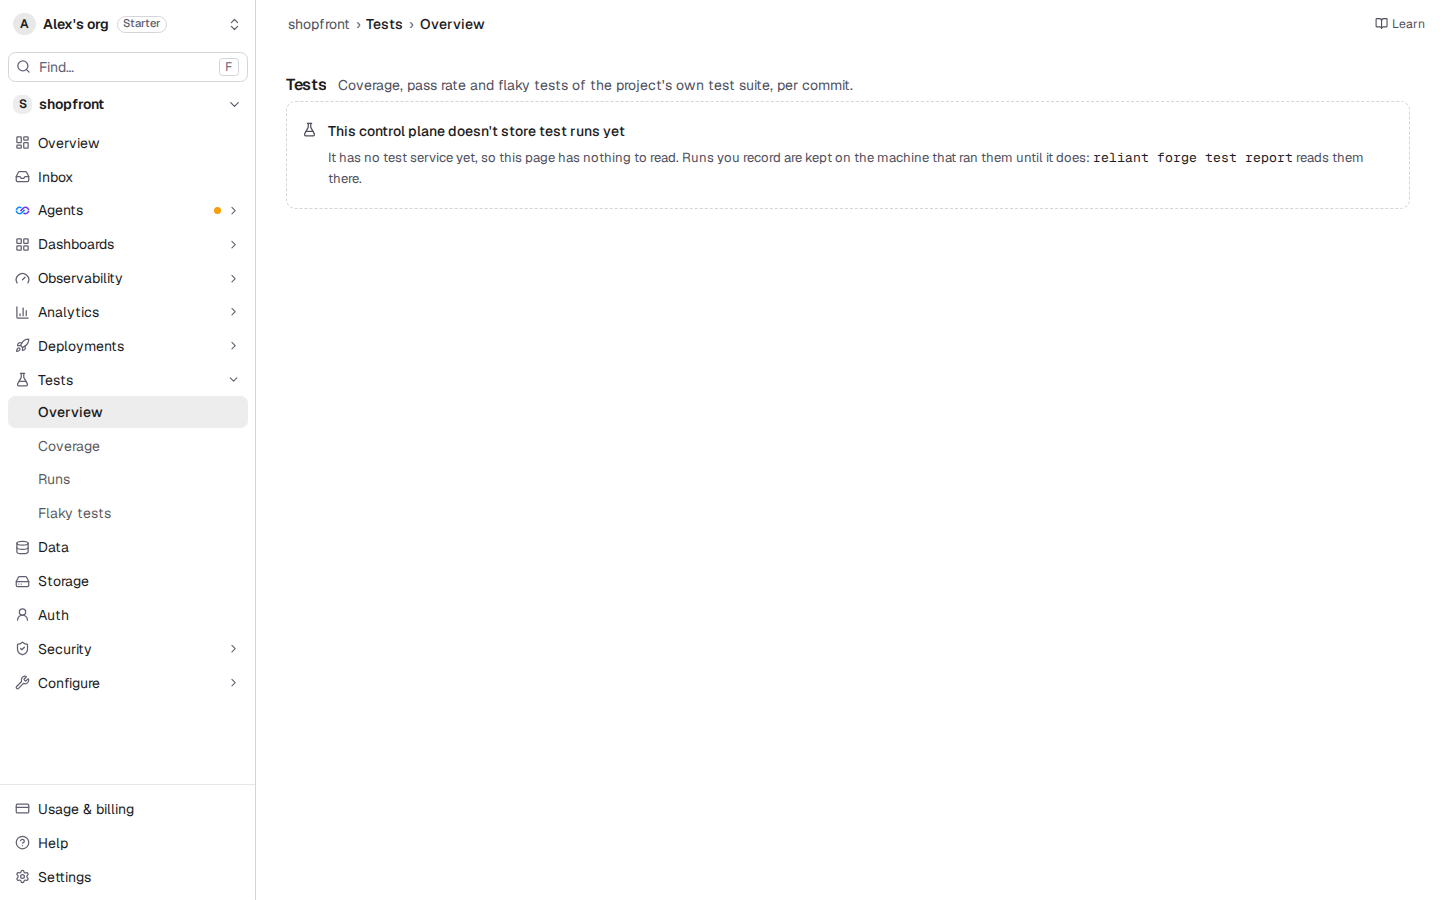 A Alex's org Starter
Find... F
S shopfront
Overview
Inbox
Agents
Dashboards
Observability
Analytics
Deployments
Tests
Overview
Coverage
Runs
Flaky tests
Data
Storage
Auth
Security
Configure
Usage & billing
Help
Settings
shopfront › Tests › Overview
Learn
Tests Coverage, pass rate and flaky tests of the project's own test suite, per commit.
This control plane doesn't store test runs yet
It has no test service yet, so this page has nothing to read. Runs you record are kept on the machine that ran them until it does: reliant forge test report reads them
there.